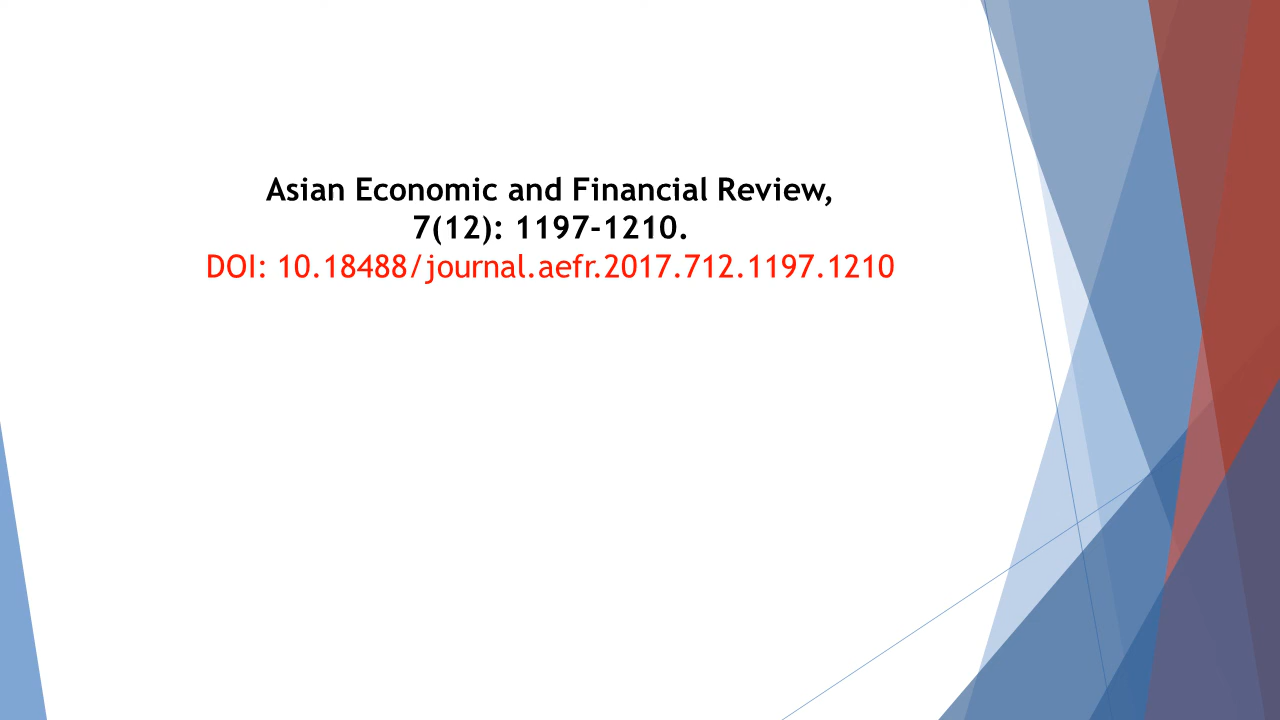 Asian Economic and Financial Review,
7(12): 1197-1210.
DOI: 10.18488/journal.aefr.2017.712.1197.1210